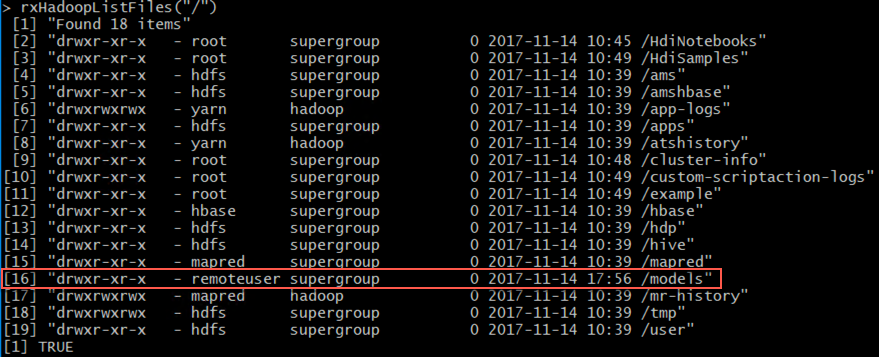 > rxHadoopListFiles("/")
[1] "Found 18 items"
[2] "drwxr-xr-x   - root       supergroup          0 2017-11-14 10:45 /HdiNotebooks"
[3] "drwxr-xr-x   - root       supergroup          0 2017-11-14 10:49 /HdiSamples"
[4] "drwxr-xr-x   - hdfs       supergroup          0 2017-11-14 10:39 /ams"
[5] "drwxr-xr-x   - hdfs       supergroup          0 2017-11-14 10:39 /amshbase"
[6] "drwxrwxrwx   - yarn       hadoop              0 2017-11-14 10:39 /app-logs"
[7] "drwxr-xr-x   - hdfs       supergroup          0 2017-11-14 10:39 /apps"
[8] "drwxr-xr-x   - yarn       hadoop              0 2017-11-14 10:39 /atshistory"
[9] "drwxr-xr-x   - root       supergroup          0 2017-11-14 10:48 /cluster-info"
[10] "drwxr-xr-x   - root       supergroup          0 2017-11-14 10:49 /custom-scriptaction-logs"
[11] "drwxr-xr-x   - root       supergroup          0 2017-11-14 10:49 /example"
[12] "drwxr-xr-x   - hbase      supergroup          0 2017-11-14 10:39 /hbase"
[13] "drwxr-xr-x   - hdfs       supergroup          0 2017-11-14 10:39 /hdp"
[14] "drwxr-xr-x   - hdfs       supergroup          0 2017-11-14 10:39 /hive"
[15] "drwxr-xr-x   - mapred     supergroup          0 2017-11-14 10:39 /mapred"
[16] "drwxr-xr-x   - remoteuser supergroup          0 2017-11-14 17:56 /models"
[17] "drwxrwxrwx   - mapred     hadoop              0 2017-11-14 10:39 /mr-history"
[18] "drwxrwxrwx   - hdfs       supergroup          0 2017-11-14 10:39 /tmp"
[19] "drwxr-xr-x   - hdfs       supergroup          0 2017-11-14 10:39 /user"
[1] TRUE